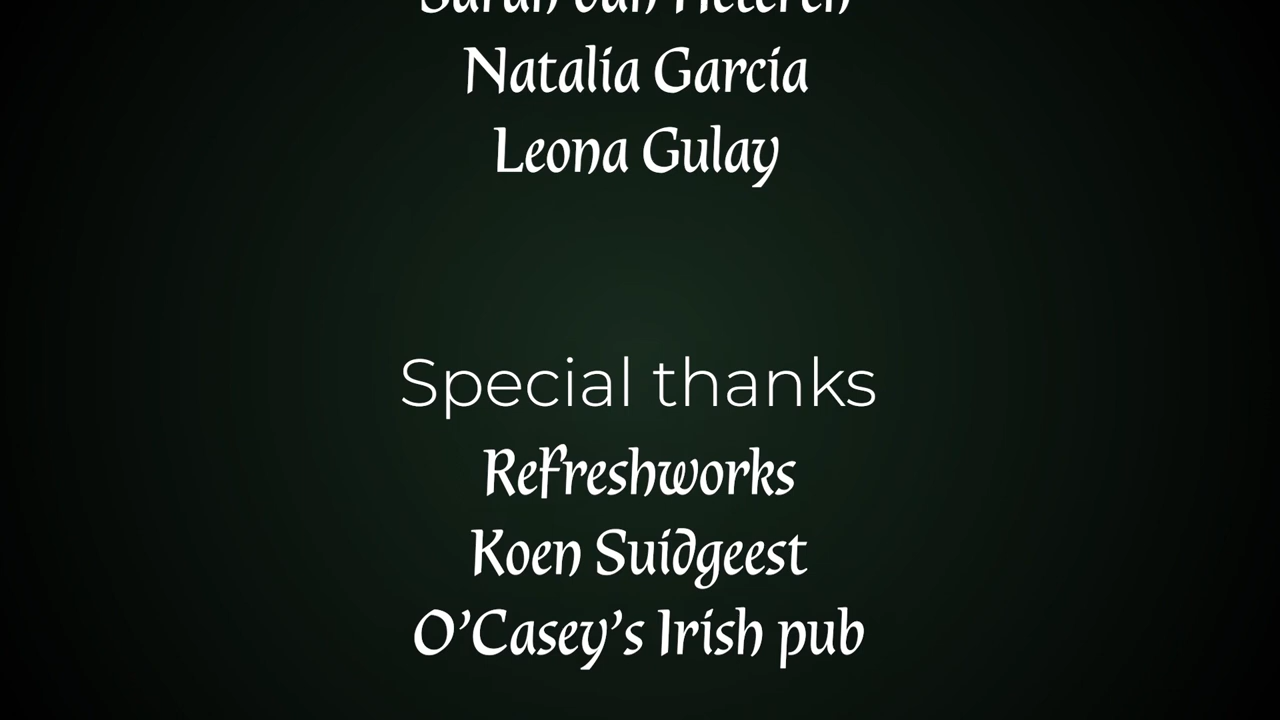 Natalia Garcia
Leona Gulay
Special thanks
Refreshworks
Koen Suidgeest
O'Casey's Irish pub